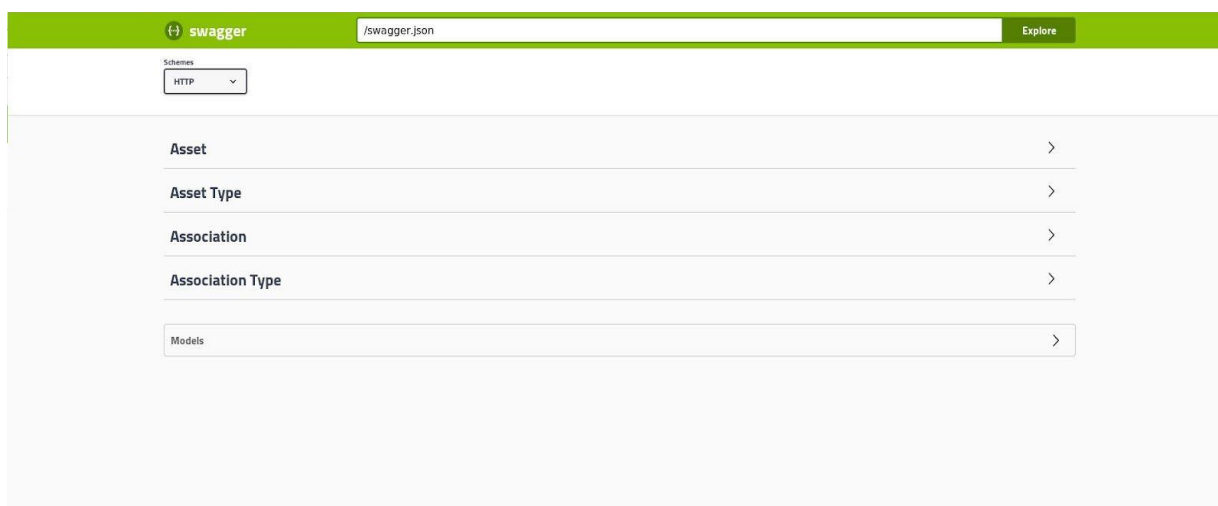 {··} swagger
/swagger.json
Explore
Schemes
HTTP
Asset
Asset Type
Association
Association Type
Models